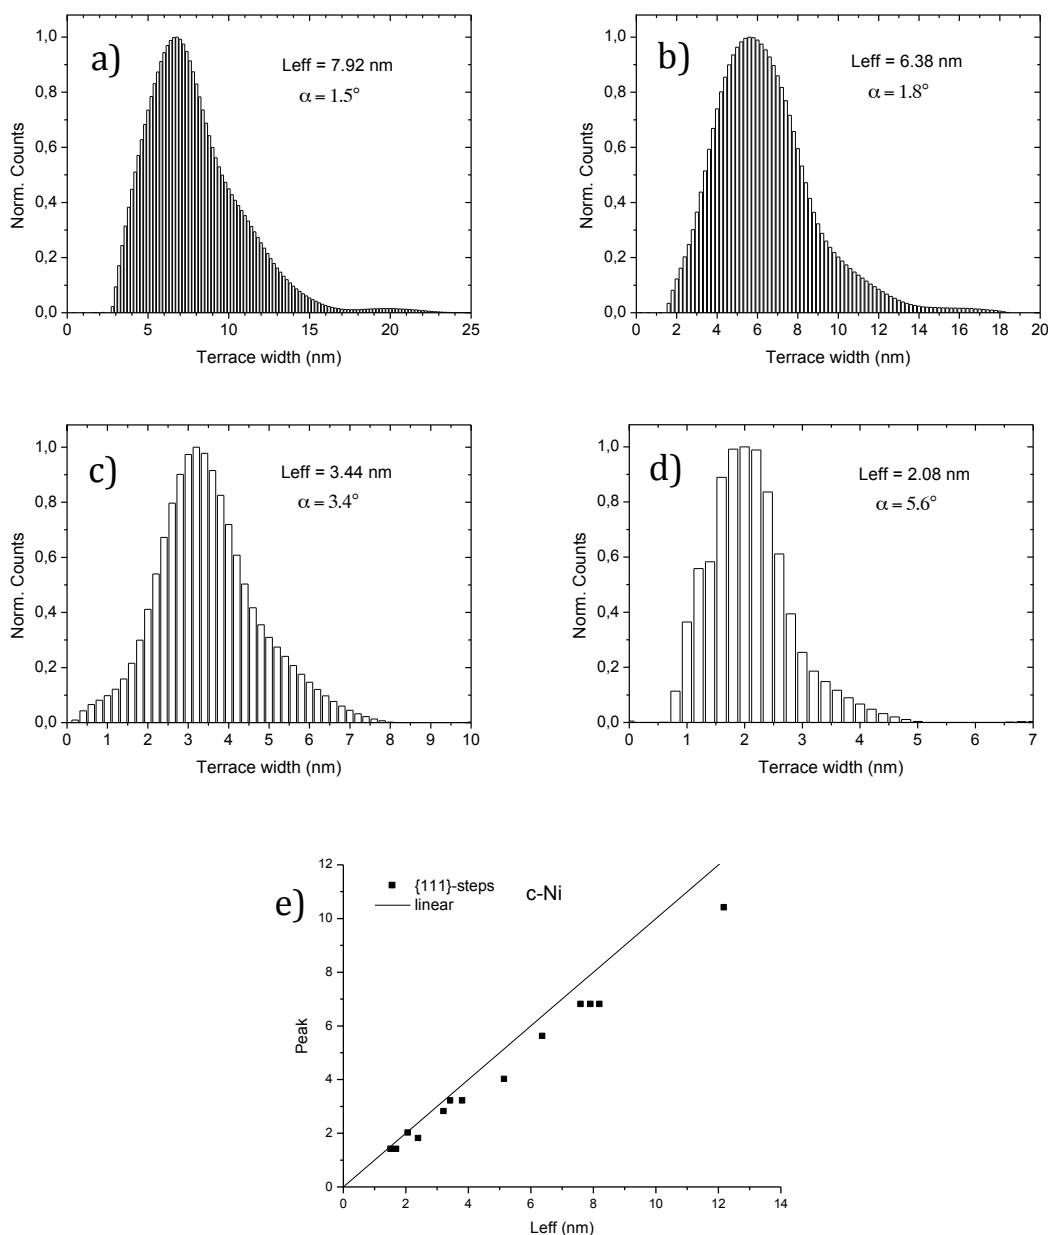 a)
Leff = 7.92 nm
α = 1.5°
Norm. Counts
1,0
0,8
0,6
0,4
0,2
0,0
0 5 10 15 20 25
Terrace width (nm)
b)
Leff = 6.38 nm
α = 1.8°
Norm. Counts
1,0
0,8
0,6
0,4
0,2
0,0
0 2 4 6 8 10 12 14 16 18 20
Terrace width (nm)
c)
Leff = 3.44 nm
α = 3.4°
Norm. Counts
1,0
0,8
0,6
0,4
0,2
0,0
0 1 2 3 4 5 6 7 8 9 10
Terrace width (nm)
d)
Leff = 2.08 nm
α = 5.6°
Norm. Counts
1,0
0,8
0,6
0,4
0,2
0,0
0 1 2 3 4 5 6 7
Terrace width (nm)
e)
{111}-steps
linear
c-Ni
Peak
12
10
8
6
4
2
0
0 2 4 6 8 10 12 14
Leff (nm)